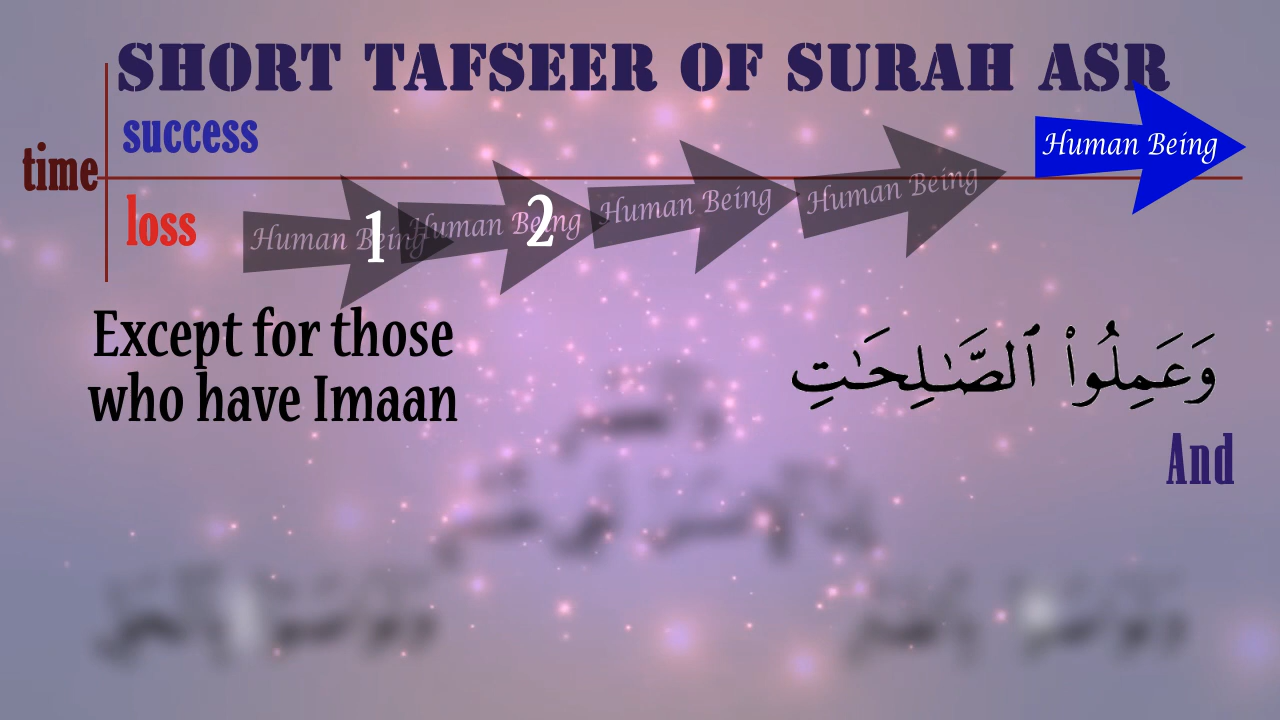 SHORT TAFSEER OF SURAH ASR
success
time
loss
Human Being
1
Human Being
2
Human Being
Human Being
Human Being
Except for those
who have Imaan
وَعَمِلُوا۟ ٱلصَّـٰلِحَـٰتِ
And